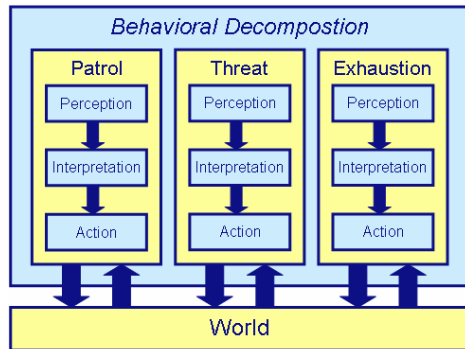 Behavioral Decompostion
Patrol Threat Exhaustion
Perception Perception Perception
Interpretation Interpretation Interpretation
Action Action Action
World